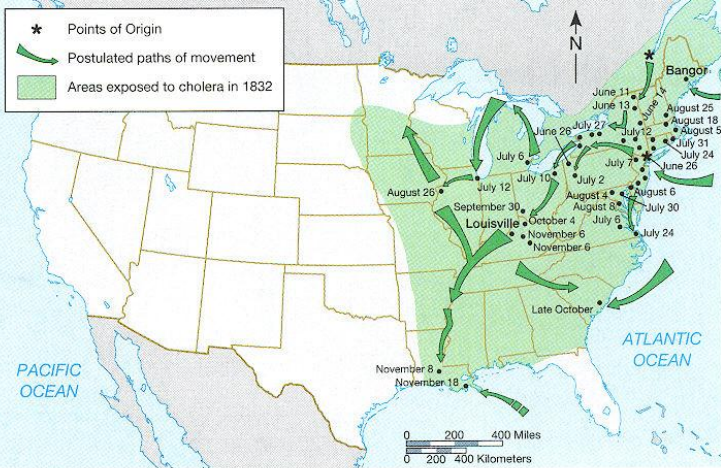 * Points of Origin
Postulated paths of movement
Areas exposed to cholera in 1832
N
*
Bangor
June 11
June 13
June 14
August 25
August 18
August 5
July 31
July 24
June 26
July 27
July 12
June 26
July 6
July 10
July 2
July 7
*
August 26
July 12
August 4
August 6
July 30
August 8
July 6
July 24
September 30
October 4
Louisville
November 6
November 6
Late October
November 8
November 18
PACIFIC
OCEAN
ATLANTIC
OCEAN
0 200 400 Miles
0 200 400 Kilometers